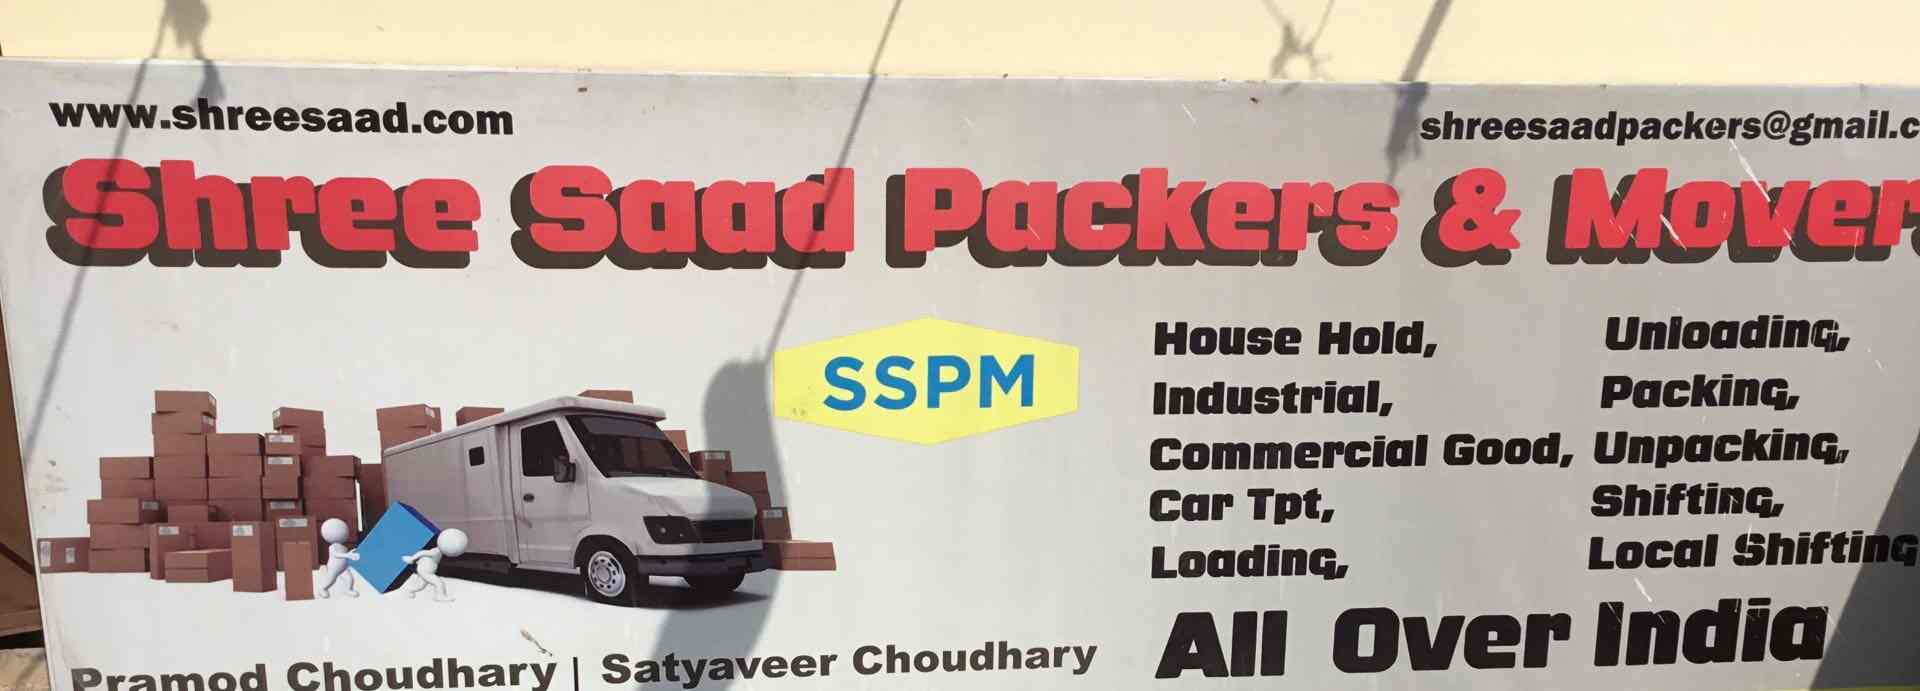 www.shreesaad.com
shreesaadpackers@gmail.c
Shree Saad Packers & Mover
SSPM
House Hold,
Industrial,
Commercial Good,
Car Tpt,
Loading,
Unloading,
Packing,
Unpacking,
Shifting,
Local Shifting
All Over India
Pramod Choudhary | Satyaveer Choudhary